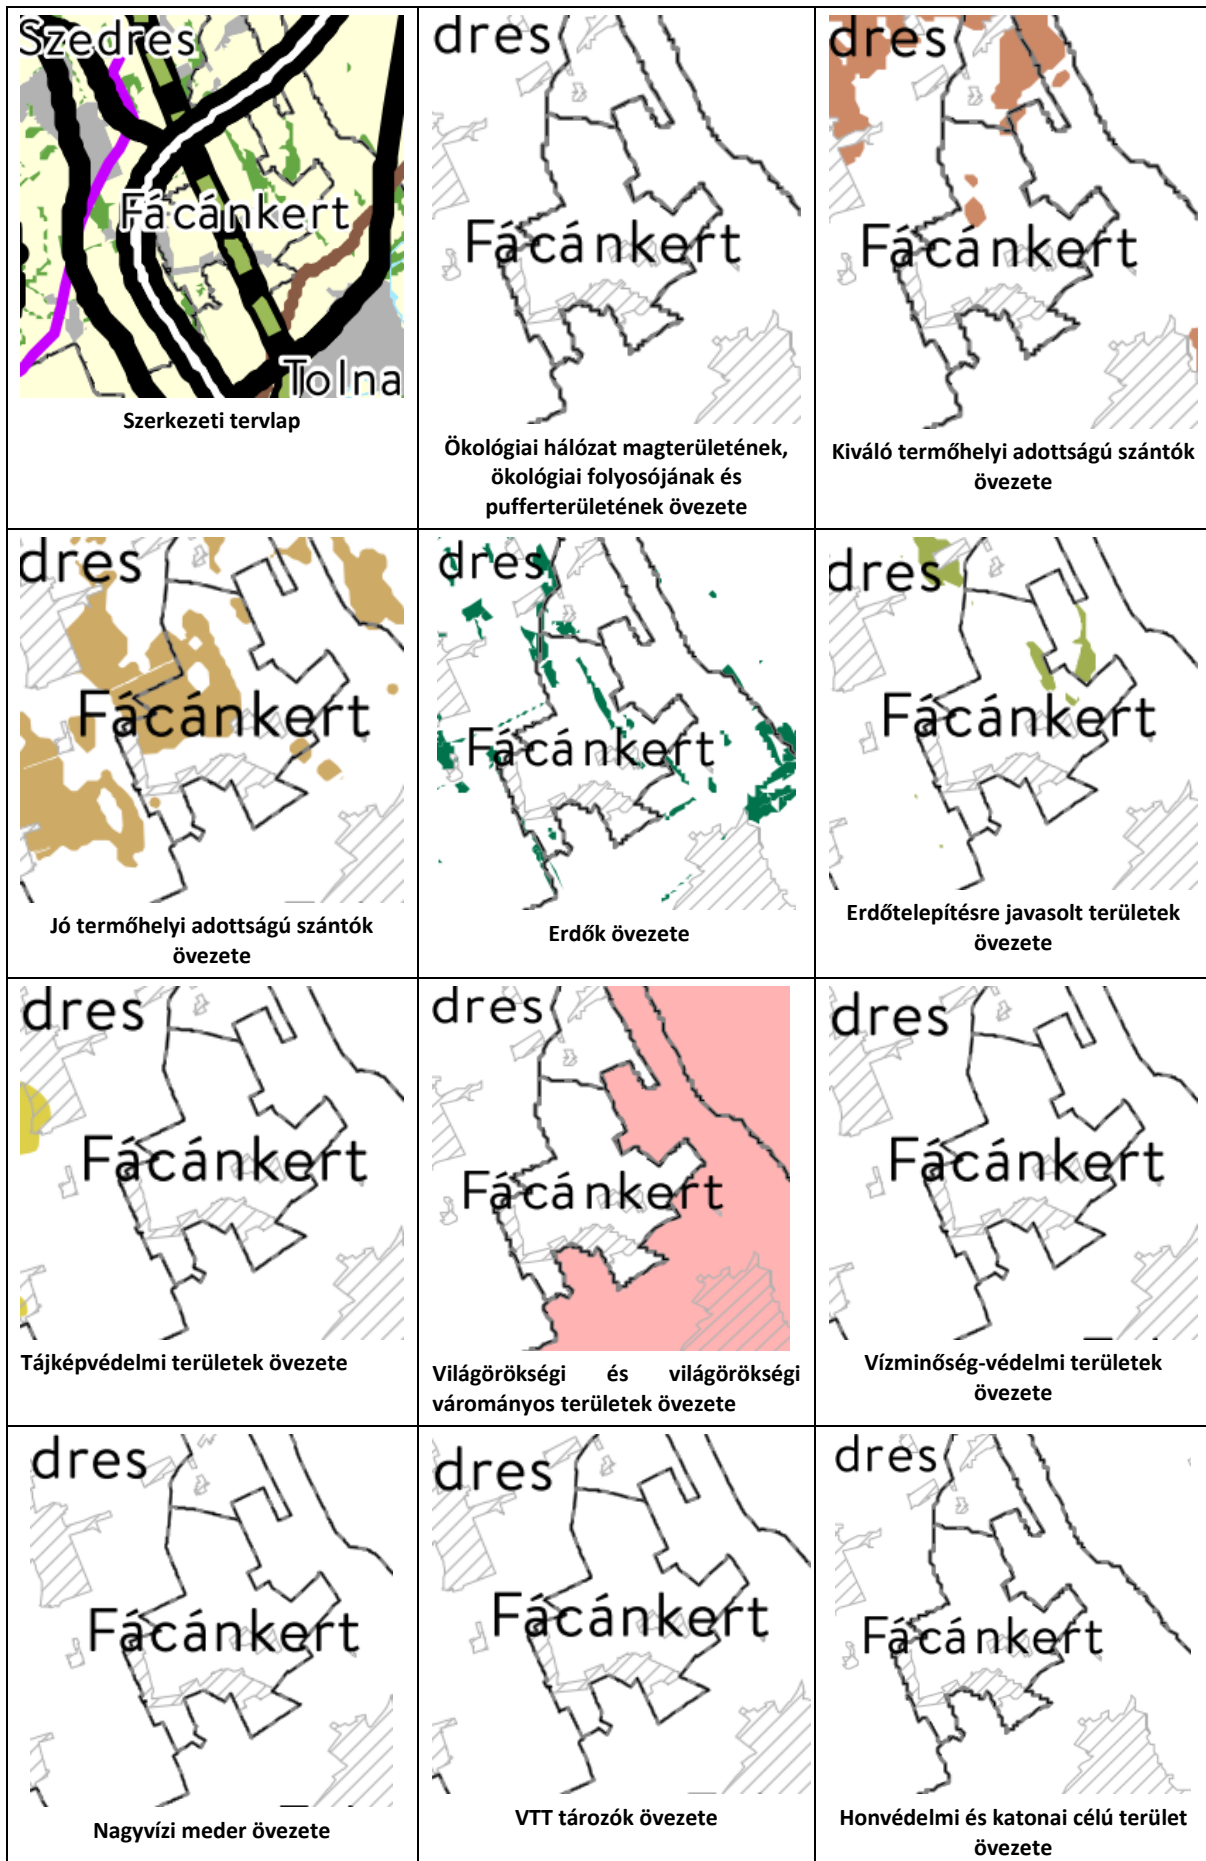 Szedres
Fácánkert
Tolna
Szerkezeti tervlap
dres
Fácánkert
Ökológiai hálózat magterületének,
ökológiai folyosójának és
pufferterületének övezete
dres
Fácánkert
Kiváló termőhelyi adottságú szántók
övezete
dres
Fácánkert
Jó termőhelyi adottságú szántók
övezete
dres
Fácánkert
Erdők övezete
dres
Fácánkert
Erdőtelepítésre javasolt területek
övezete
dres
Fácánkert
Tájképvédelmi területek övezete
dres
Fácánkert
Világörökségi és világörökségi
várományos területek övezete
dres
Fácánkert
Vízminőség-védelmi területek
övezete
dres
Fácánkert
Nagyvízi meder övezete
dres
Fácánkert
VTT tározók övezete
dres
Fácánkert
Honvédelmi és katonai célú terület
övezete